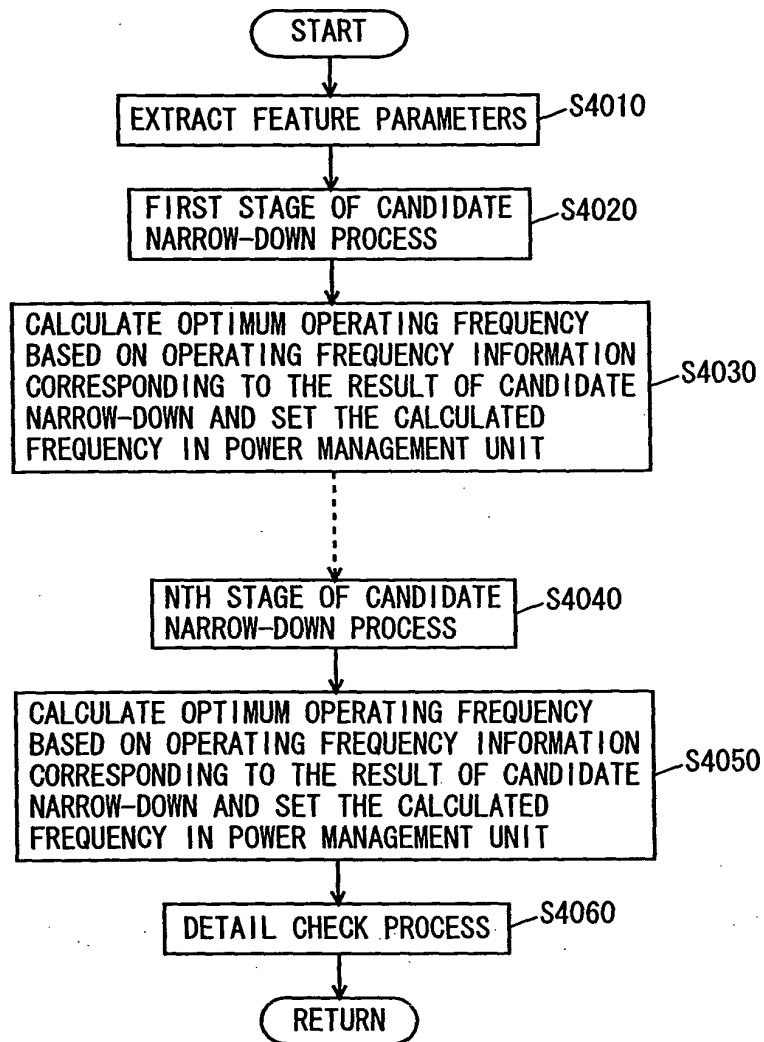 START
EXTRACT FEATURE PARAMETERS
S4010
FIRST STAGE OF CANDIDATE
NARROW-DOWN PROCESS
S4020
CALCULATE OPTIMUM OPERATING FREQUENCY
BASED ON OPERATING FREQUENCY INFORMATION
CORRESPONDING TO THE RESULT OF CANDIDATE
NARROW-DOWN AND SET THE CALCULATED
FREQUENCY IN POWER MANAGEMENT UNIT
S4030
NTH STAGE OF CANDIDATE
NARROW-DOWN PROCESS
S4040
CALCULATE OPTIMUM OPERATING FREQUENCY
BASED ON OPERATING FREQUENCY INFORMATION
CORRESPONDING TO THE RESULT OF CANDIDATE
NARROW-DOWN AND SET THE CALCULATED
FREQUENCY IN POWER MANAGEMENT UNIT
S4050
DETAIL CHECK PROCESS
S4060
RETURN